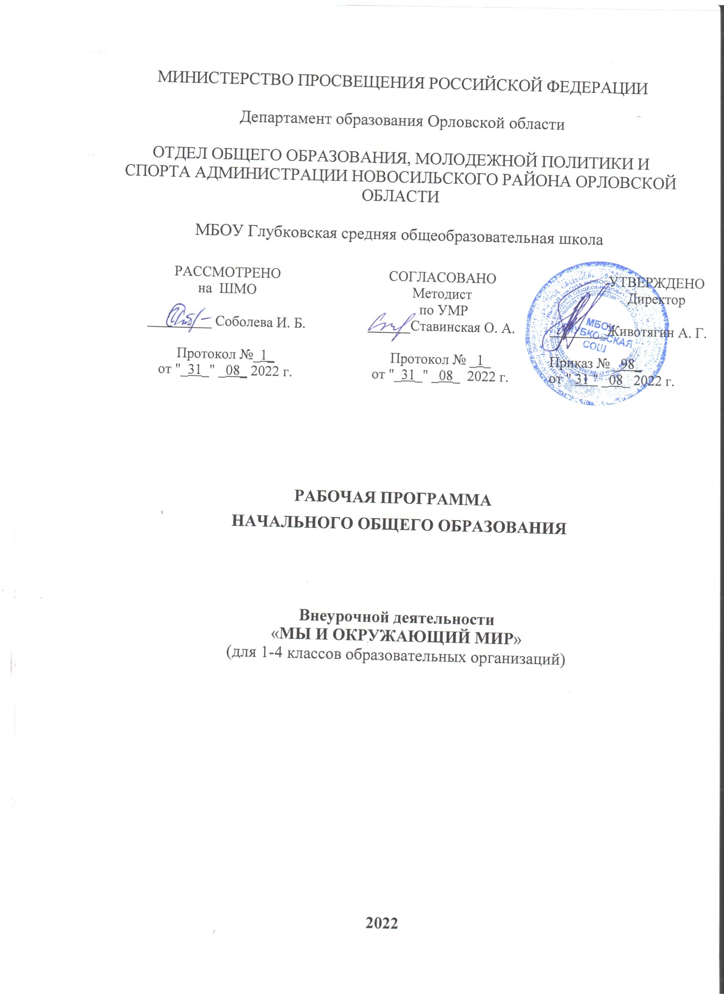 МИНИСТЕРСТВО ПРОСВЕЩЕНИЯ РОССИЙСКОЙ ФЕДЕРАЦИИ
Департамент образования Орловской области
ОТДЕЛ ОБЩЕГО ОБРАЗОВАНИЯ, МОЛОДЕЖНОЙ ПОЛИТИКИ И
СПОРТА АДМИНИСТРАЦИИ НОВОСИЛЬСКОГО РАЙОНА ОРЛОВСКОЙ
ОБЛАСТИ
МБОУ Глубковская средняя общеобразовательная школа
РАССМОТРЕНО
на ШМО
_________ Соболева И. Б.
Протокол №_1_
от "_31_" _08_ 2022 г.
СОГЛАСОВАНО
Методист
по УМР
______Ставинская О. А.
Протокол № _1_
от "_31_" _08_ 2022 г.
УТВЕРЖДЕНО
Директор
________Животягин А. Г.
Приказ № _98_
от "_31_" _08_ 2022 г.
МБОУ
ГЛУБКОВСКАЯ
СОШ
РАБОЧАЯ ПРОГРАММА
НАЧАЛЬНОГО ОБЩЕГО ОБРАЗОВАНИЯ
Внеурочной деятельности
«МЫ И ОКРУЖАЮЩИЙ МИР»
(для 1-4 классов образовательных организаций)
2022